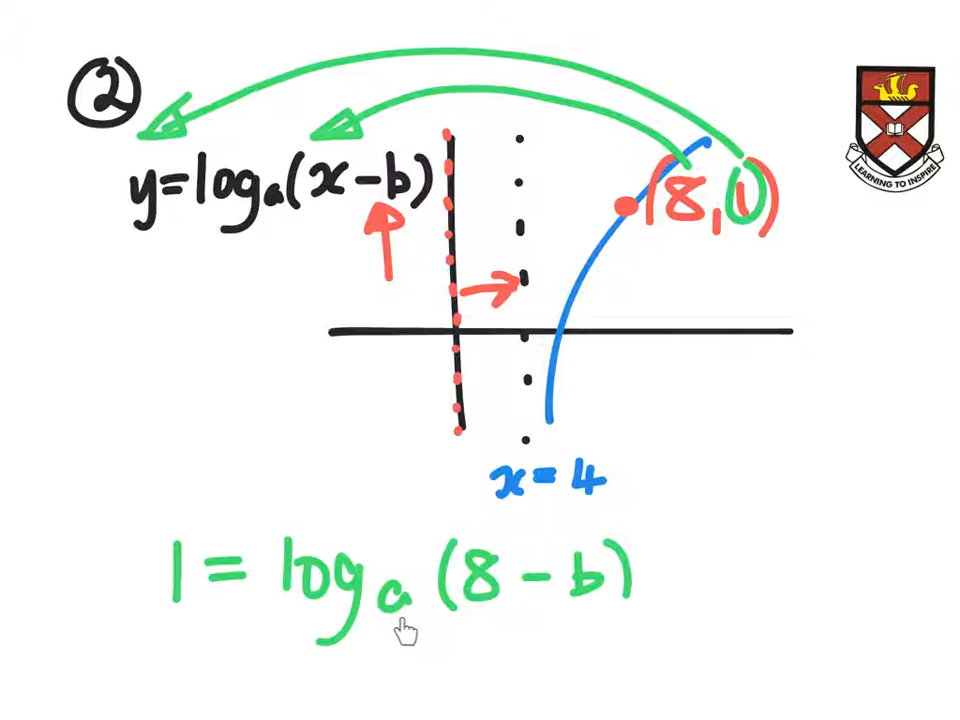 2
y=logₐ(x-b)
(8,1)
LEARNING TO INSPIRE
x=4
1=logₐ(8-b)